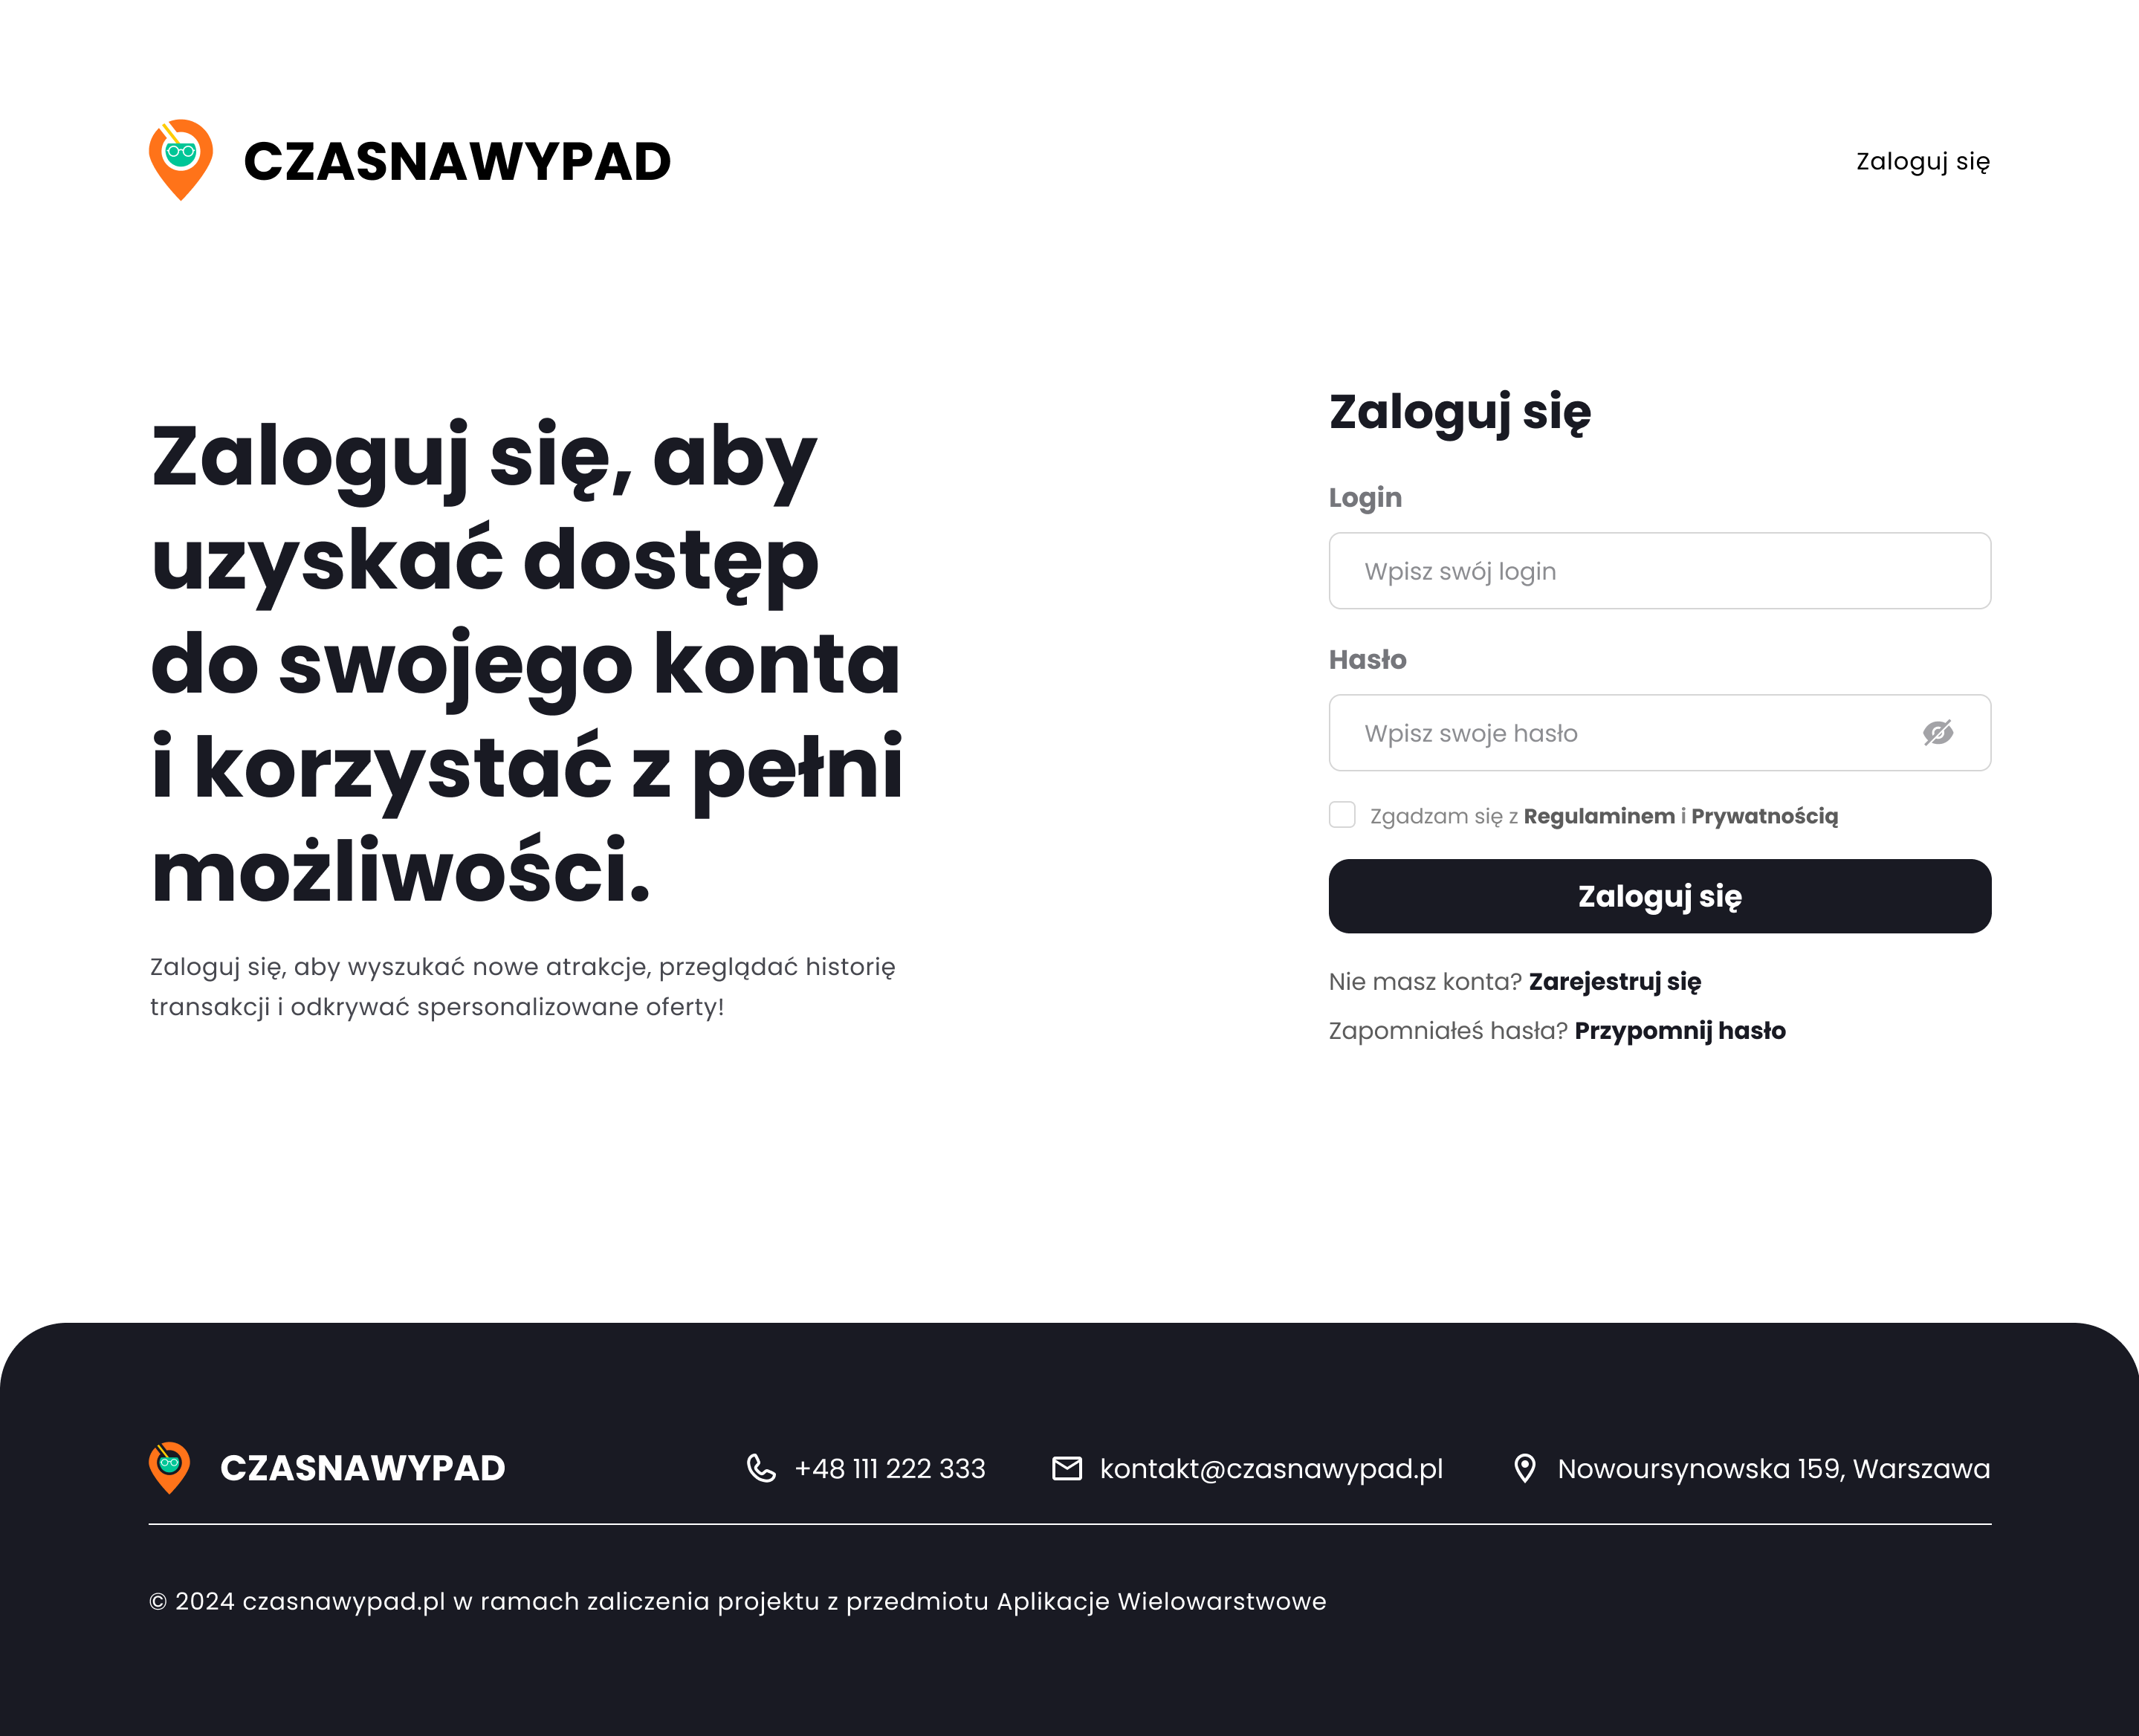 CZASNAWYPAD
Zaloguj się
Zaloguj się, aby
uzyskać dostęp
do swojego konta
i korzystać z pełni
możliwości.
Zaloguj się, aby wyszukać nowe atrakcje, przeglądać historię
transakcji i odkrywać spersonalizowane oferty!
Zaloguj się
Login
Wpisz swój login
Hasło
Wpisz swoje hasło
Zgadzam się z Regulaminem i Prywatnością
Zaloguj się
Nie masz konta? Zarejestruj się
Zapomniałeś hasła? Przypomnij hasło
CZASNAWYPAD
+48 111 222 333
kontakt@czasnawypad.pl
Nowoursynowska 159, Warszawa
© 2024 czasnawypad.pl w ramach zaliczenia projektu z przedmiotu Aplikacje Wielowarstwowe